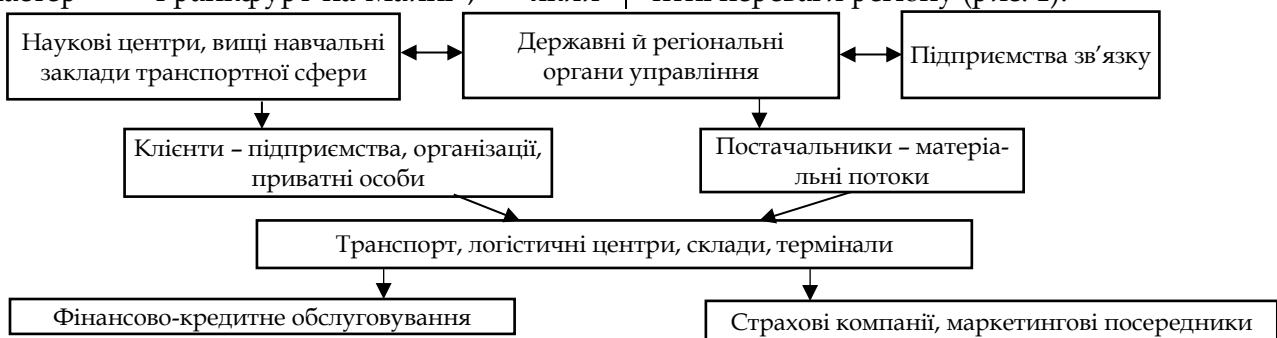 Наукові центри, вищі навчальні
заклади транспортної сфери
Державні й регіональні
органи управління
Підприємства зв’язку
Клієнти – підприємства, організації,
приватні особи
Постачальники – матеріа-
льні потоки
Транспорт, логістичні центри, склади, термінали
Фінансово-кредитне обслуговування
Страхові компанії, маркетингові посередники